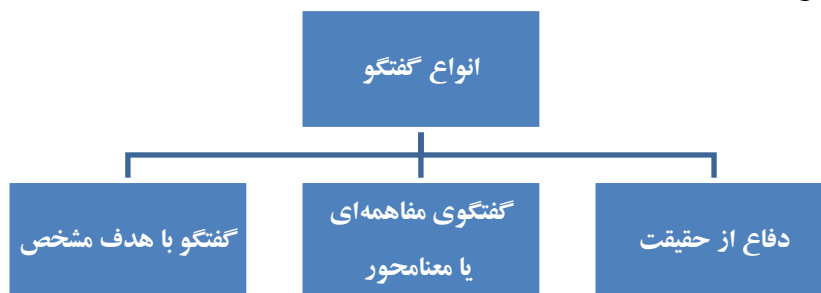 انواع گفتگو
دفاع از حقیقت
گفتگوی مفاهمه‌ای
یا معنامحور
گفتگو با هدف مشخص